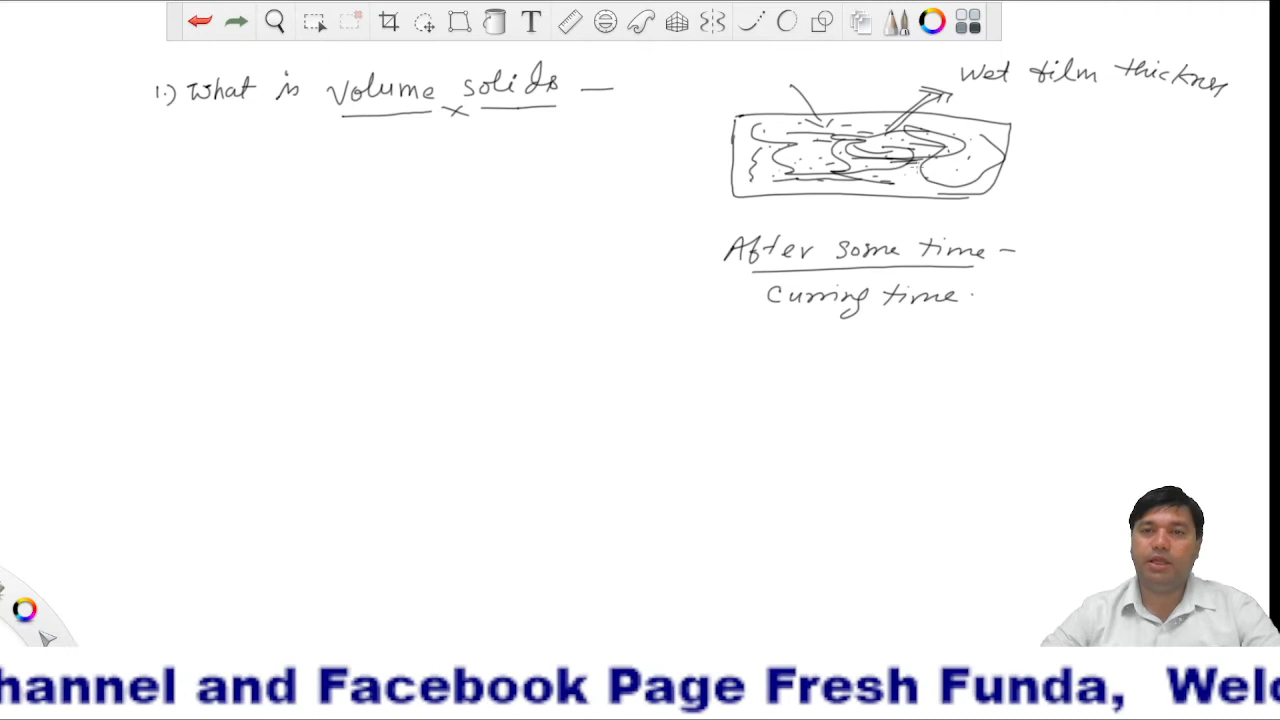 1.) What is volume solids —
Wet film thickness
After some time -
Curring time.
T
hannel and Facebook Page Fresh Funda, Welc